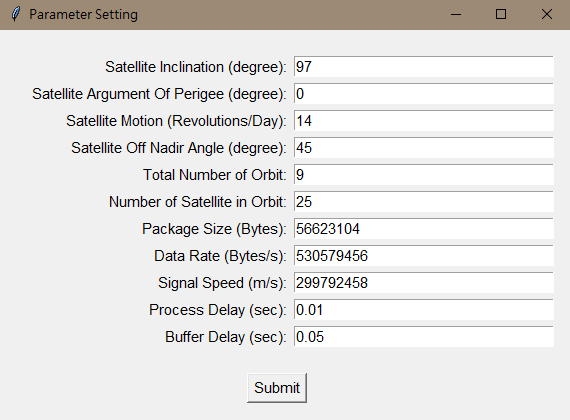 Parameter Setting
Satellite Inclination (degree): 97
Satellite Argument Of Perigee (degree): 0
Satellite Motion (Revolutions/Day): 14
Satellite Off Nadir Angle (degree): 45
Total Number of Orbit: 9
Number of Satellite in Orbit: 25
Package Size (Bytes): 56623104
Data Rate (Bytes/s): 530579456
Signal Speed (m/s): 299792458
Process Delay (sec): 0.01
Buffer Delay (sec): 0.05
Submit